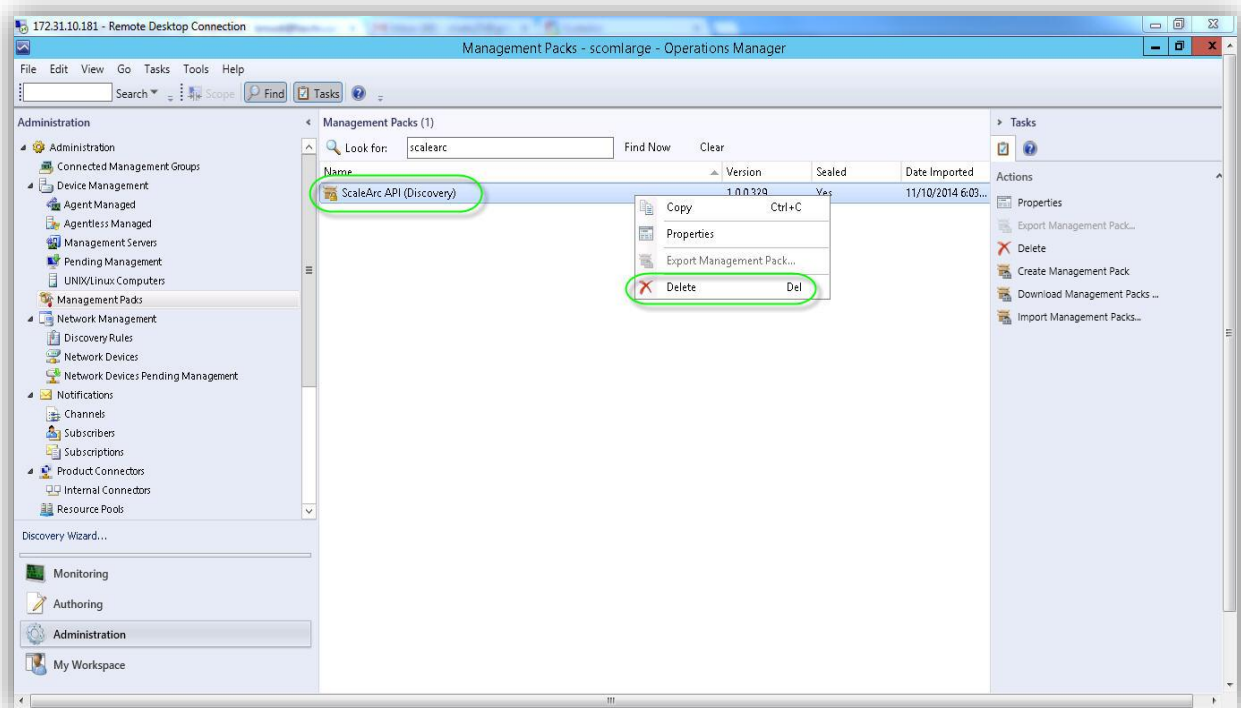 172.31.10.181 - Remote Desktop Connection
Management Packs - scomlarge - Operations Manager
File Edit View Go Tasks Tools Help
Search Scope Find Tasks
Administration
Administration
Connected Management Groups
Device Management
Agent Managed
Agentless Managed
Management Servers
Pending Management
UNIX/Linux Computers
Management Packs
Network Management
Discovery Rules
Network Devices
Network Devices Pending Management
Notifications
Channels
Subscribers
Subscriptions
Product Connectors
Internal Connectors
Resource Pools
Discovery Wizard...
Monitoring
Authoring
Administration
My Workspace
Management Packs (1)
Look for: scalearc Find Now Clear
Name Version Sealed Date Imported
ScaleArc API (Discovery) 1.0.0.329 Yes 11/10/2014 6:03...
Copy Ctrl+C
Properties
Export Management Pack...
Delete Del
Tasks
Actions
Properties
Export Management Pack...
Delete
Create Management Pack
Download Management Packs ...
Import Management Packs...